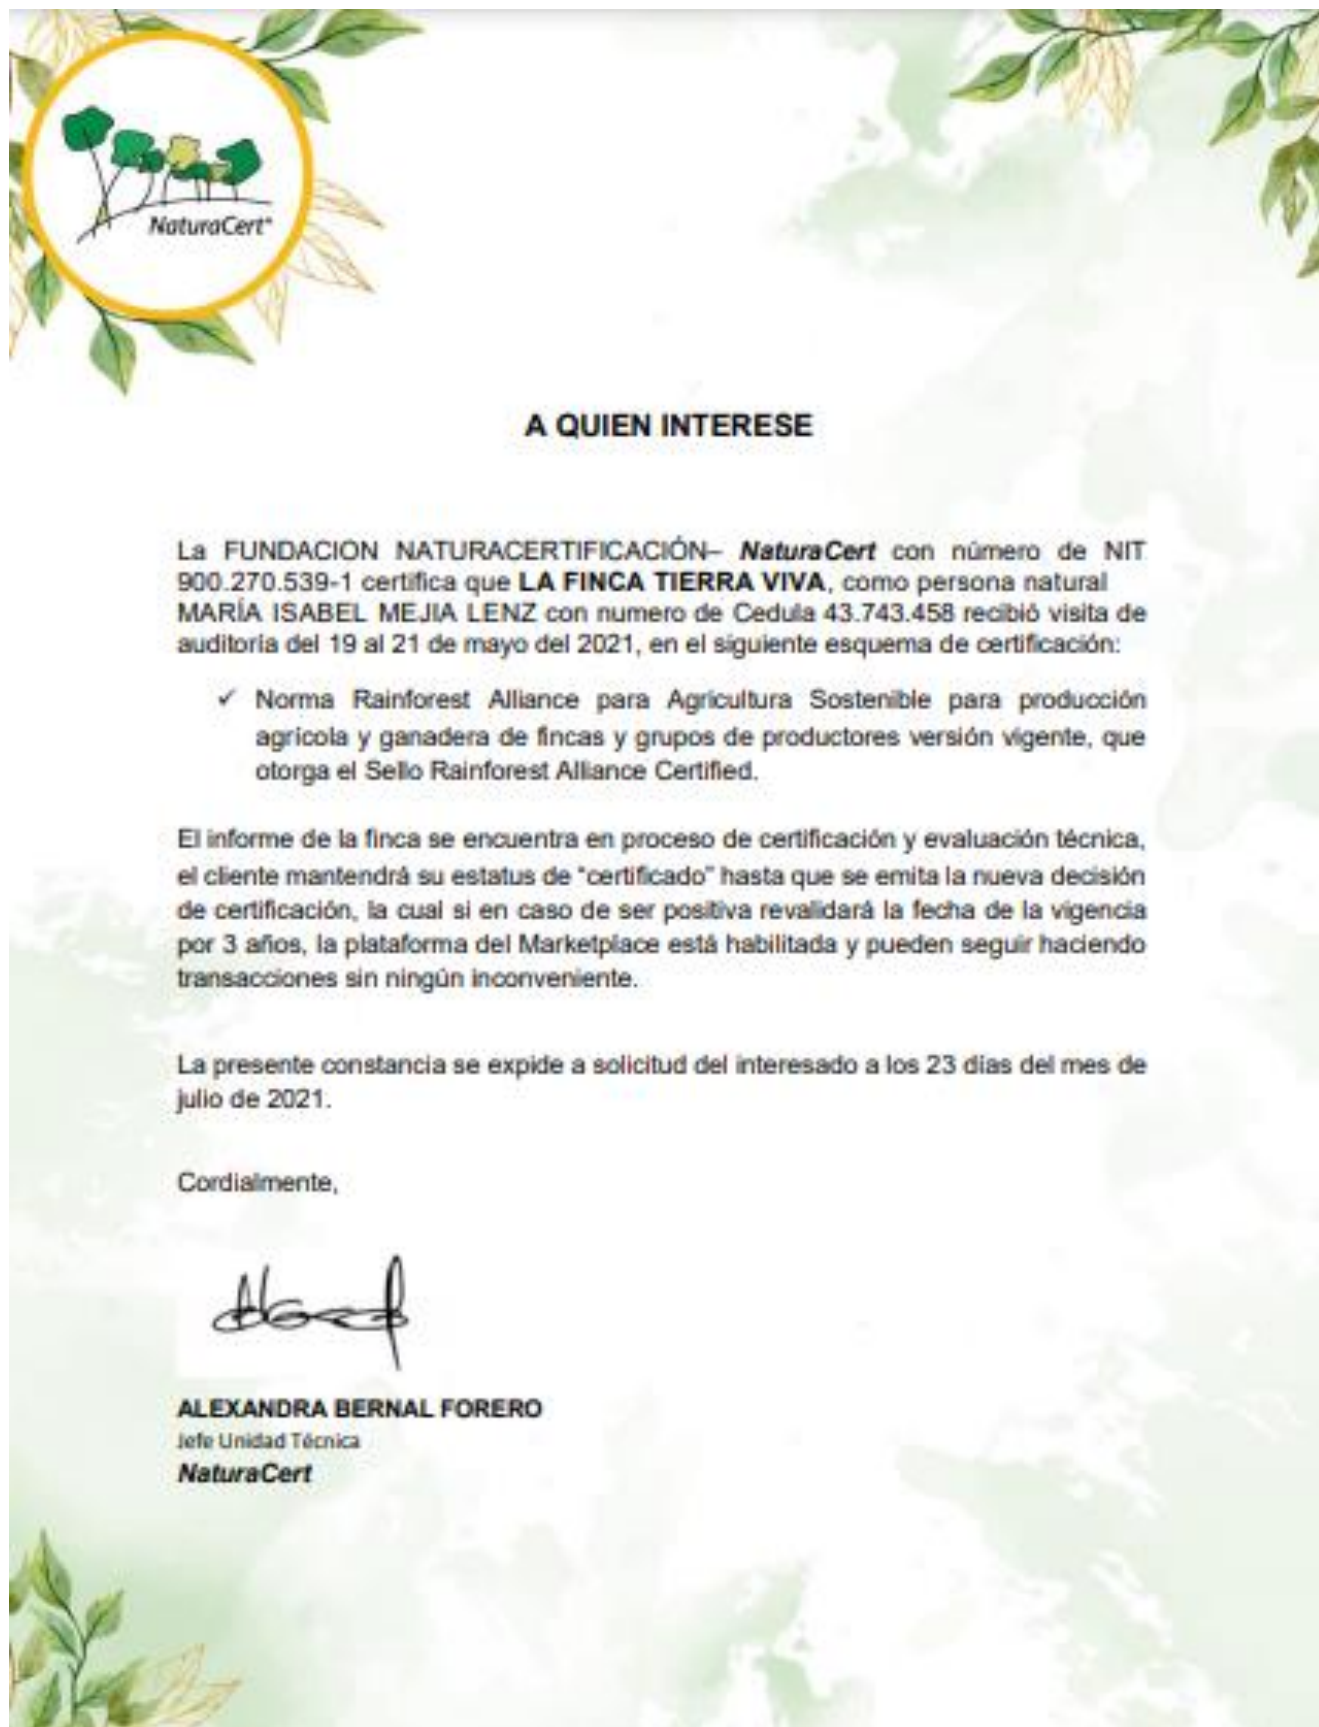 NaturaCert®
A QUIEN INTERESE
La FUNDACION NATURACERTIFICACIÓN– NaturaCert con número de NIT
900.270.539-1 certifica que LA FINCA TIERRA VIVA, como persona natural
MARÍA ISABEL MEJIA LENZ con numero de Cedula 43.743.458 recibió visita de
auditoría del 19 al 21 de mayo del 2021, en el siguiente esquema de certificación:
✓ Norma Rainforest Alliance para Agricultura Sostenible para producción
agrícola y ganadera de fincas y grupos de productores versión vigente, que
otorga el Sello Rainforest Alliance Certified.
El informe de la finca se encuentra en proceso de certificación y evaluación técnica,
el cliente mantendrá su estatus de "certificado" hasta que se emita la nueva decisión
de certificación, la cual si en caso de ser positiva revalidará la fecha de la vigencia
por 3 años, la plataforma del Marketplace está habilitada y pueden seguir haciendo
transacciones sin ningún inconveniente.
La presente constancia se expide a solicitud del interesado a los 23 días del mes de
julio de 2021.
Cordialmente,
ALEXANDRA BERNAL FORERO
Jefe Unidad Técnica
NaturaCert